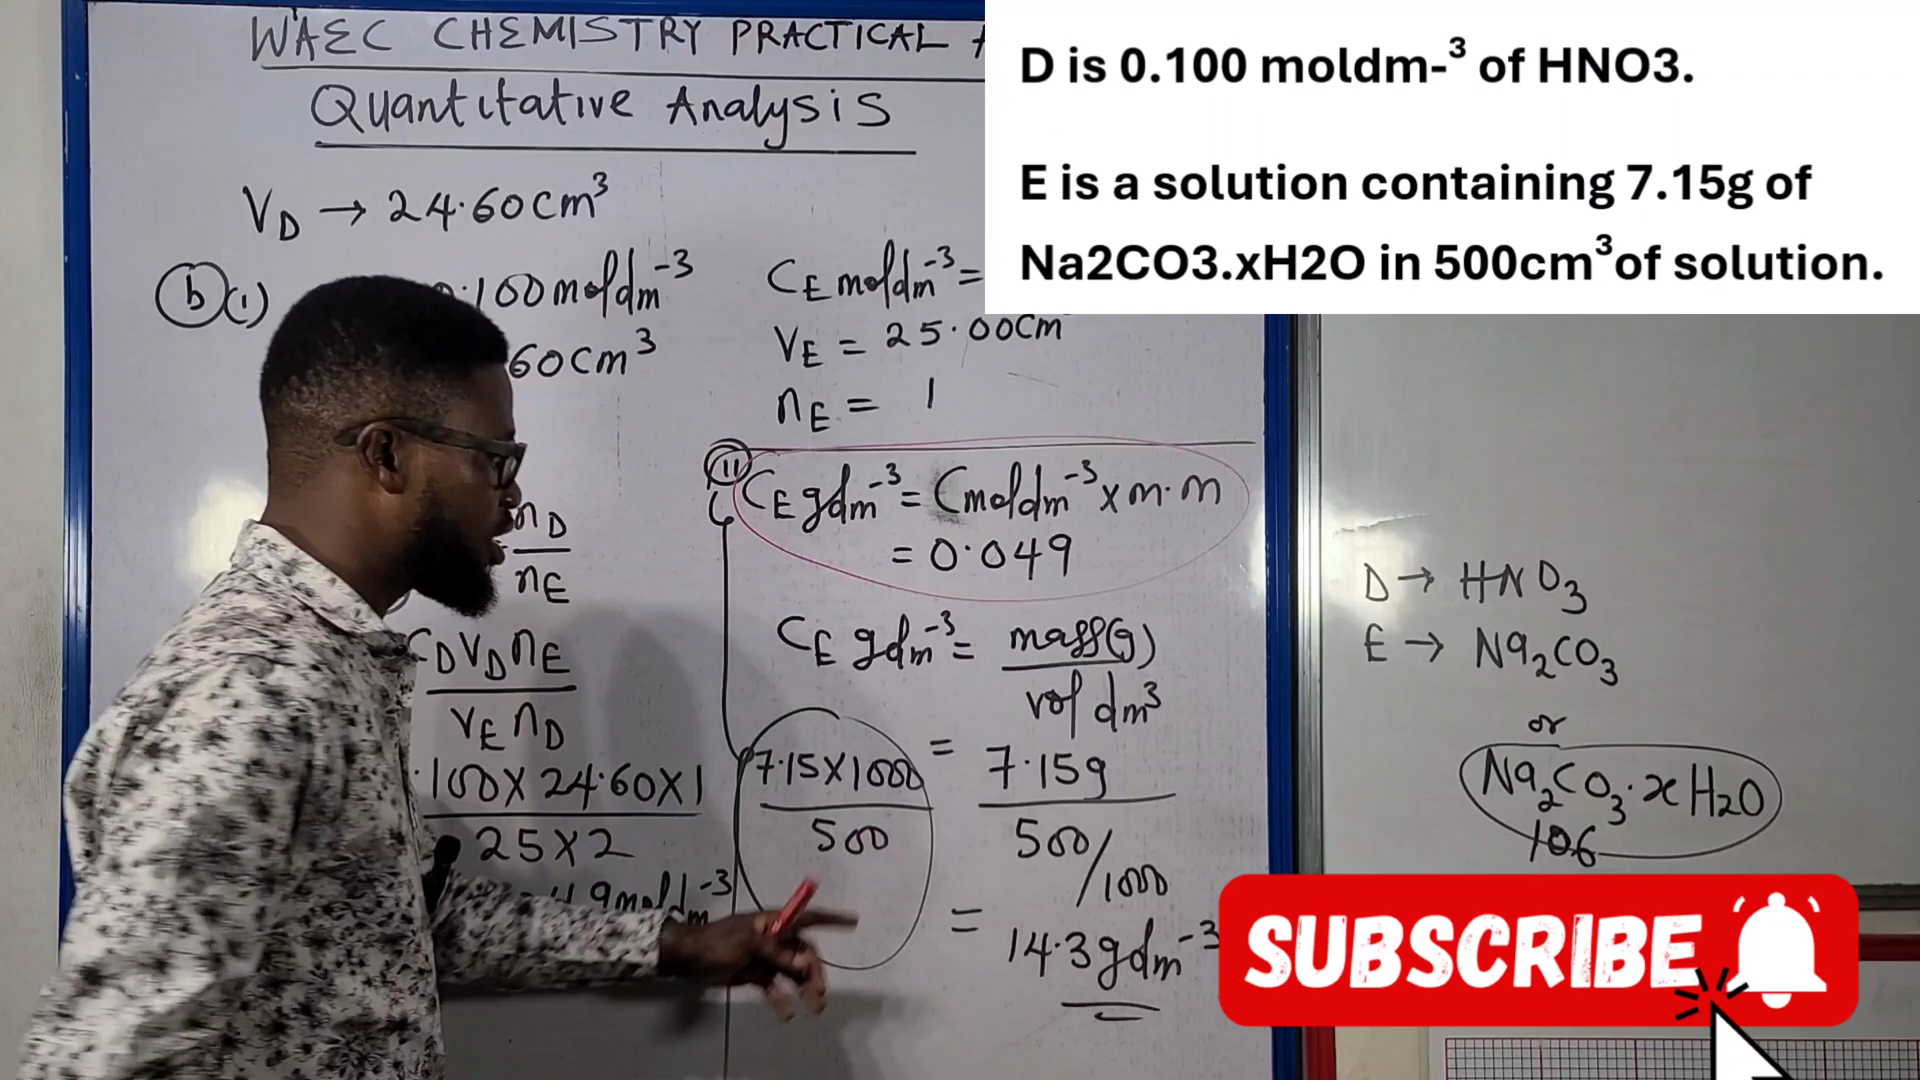 WAEC CHEMISTRY PRACTICAL
Quantitative Analysis
D is 0.100 moldm-³ of HNO3.
E is a solution containing 7.15g of
Na2CO3.xH2O in 500cm³of solution.
V_D → 24.60cm³
b (i)
.100moldm⁻³
60cm³
C_E moldm⁻³ =
V_E = 25.00cm
n_E = 1
n_D
n_E
C_D V_D n_E
V_E n_D
.100 x 24.60 x 1
25 x 2
49moldm⁻³
(ii) C_E gdm⁻³ = Cmoldm⁻³ x m.m
= 0.049
C_E gdm⁻³ = mass(g)
vol dm³
7.15x1000 = 7.15g
500 500/1000
= 14.3gdm⁻³
D → HNO₃
E → Na₂CO₃
or
Na₂CO₃.xH₂O
106
SUBSCRIBE